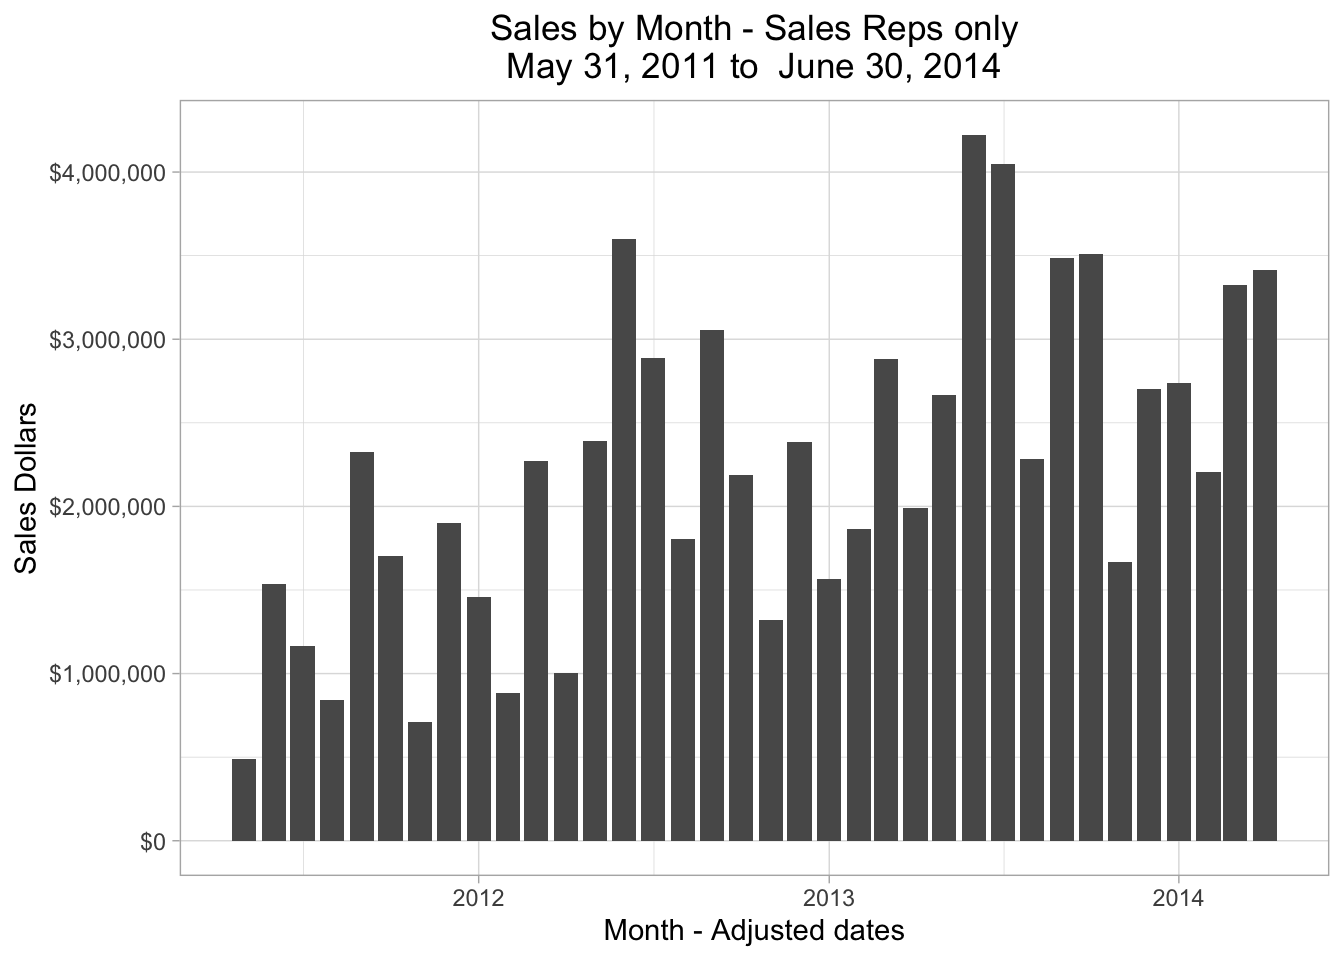 Sales by Month - Sales Reps only
May 31, 2011 to  June 30, 2014
$4,000,000
$3,000,000
$2,000,000
$1,000,000
$0
Sales Dollars
2012
2013
2014
Month - Adjusted dates